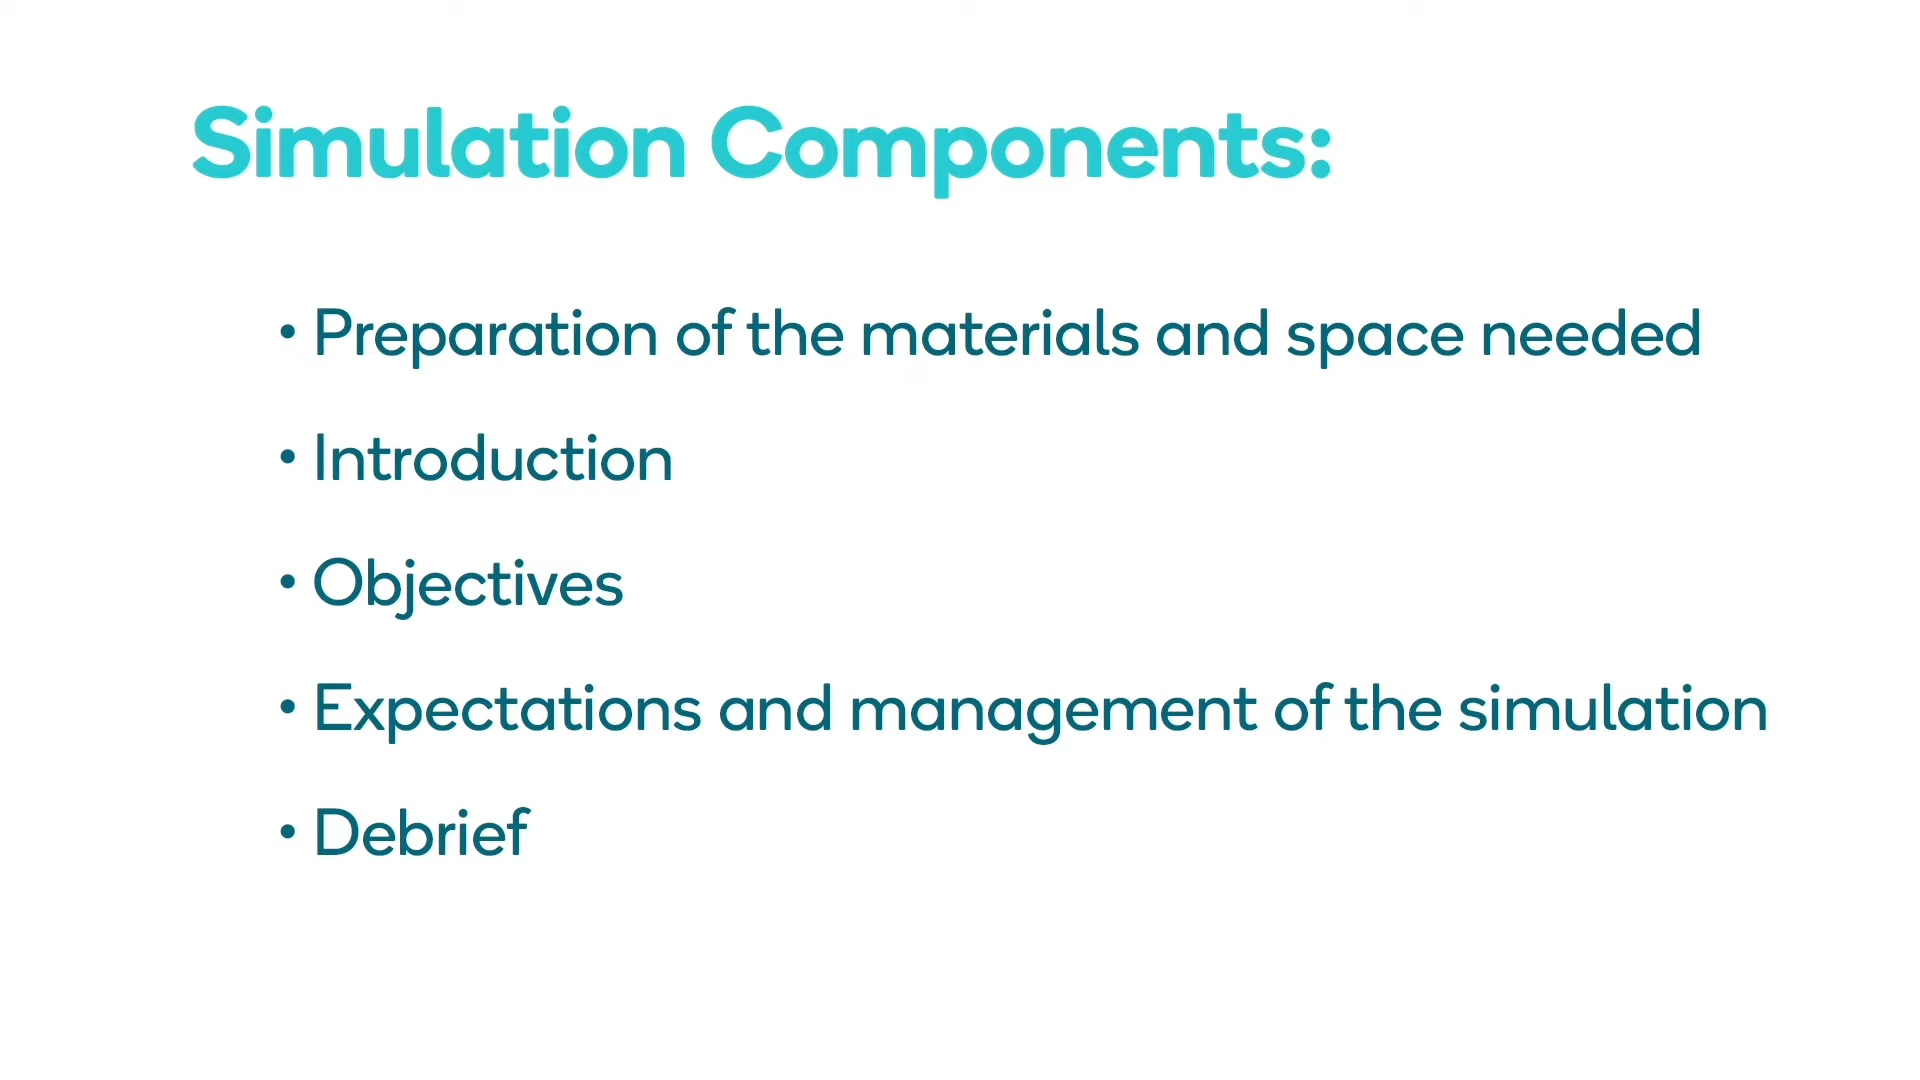 Simulation Components:
• Preparation of the materials and space needed
• Introduction
• Objectives
• Expectations and management of the simulation
• Debrief